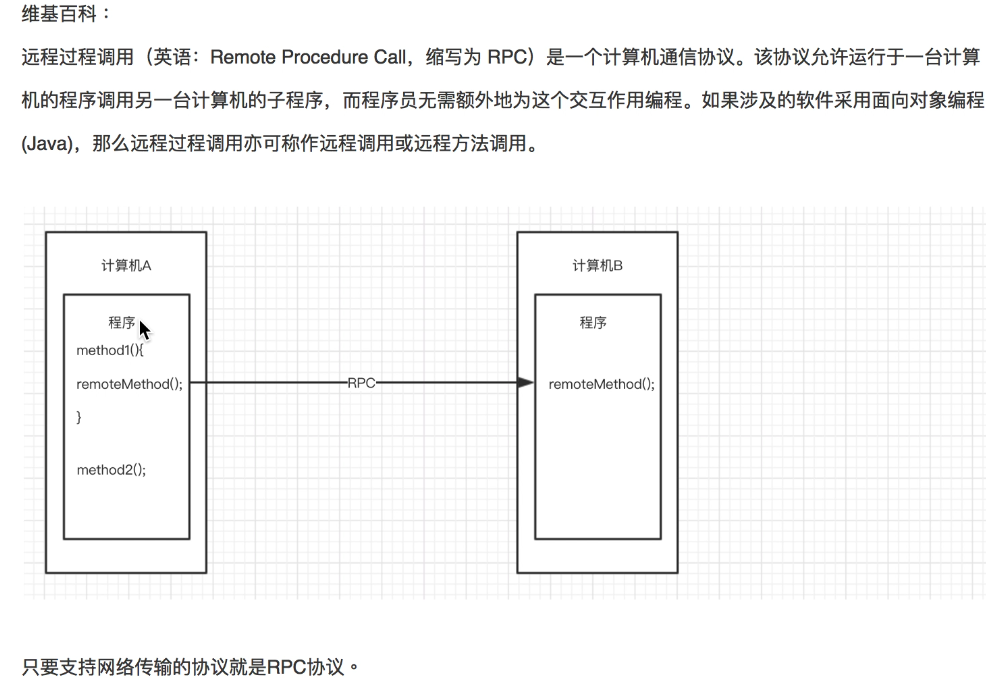 维基百科：
远程过程调用（英语：Remote Procedure Call，缩写为 RPC）是一个计算机通信协议。该协议允许运行于一台计算
机的程序调用另一台计算机的子程序，而程序员无需额外地为这个交互作用编程。如果涉及的软件采用面向对象编程
(Java)，那么远程过程调用亦可称作远程调用或远程方法调用。
计算机A
程序
method1(){
remoteMethod();
}
method2();
RPC
计算机B
程序
remoteMethod();
只要支持网络传输的协议就是RPC协议。